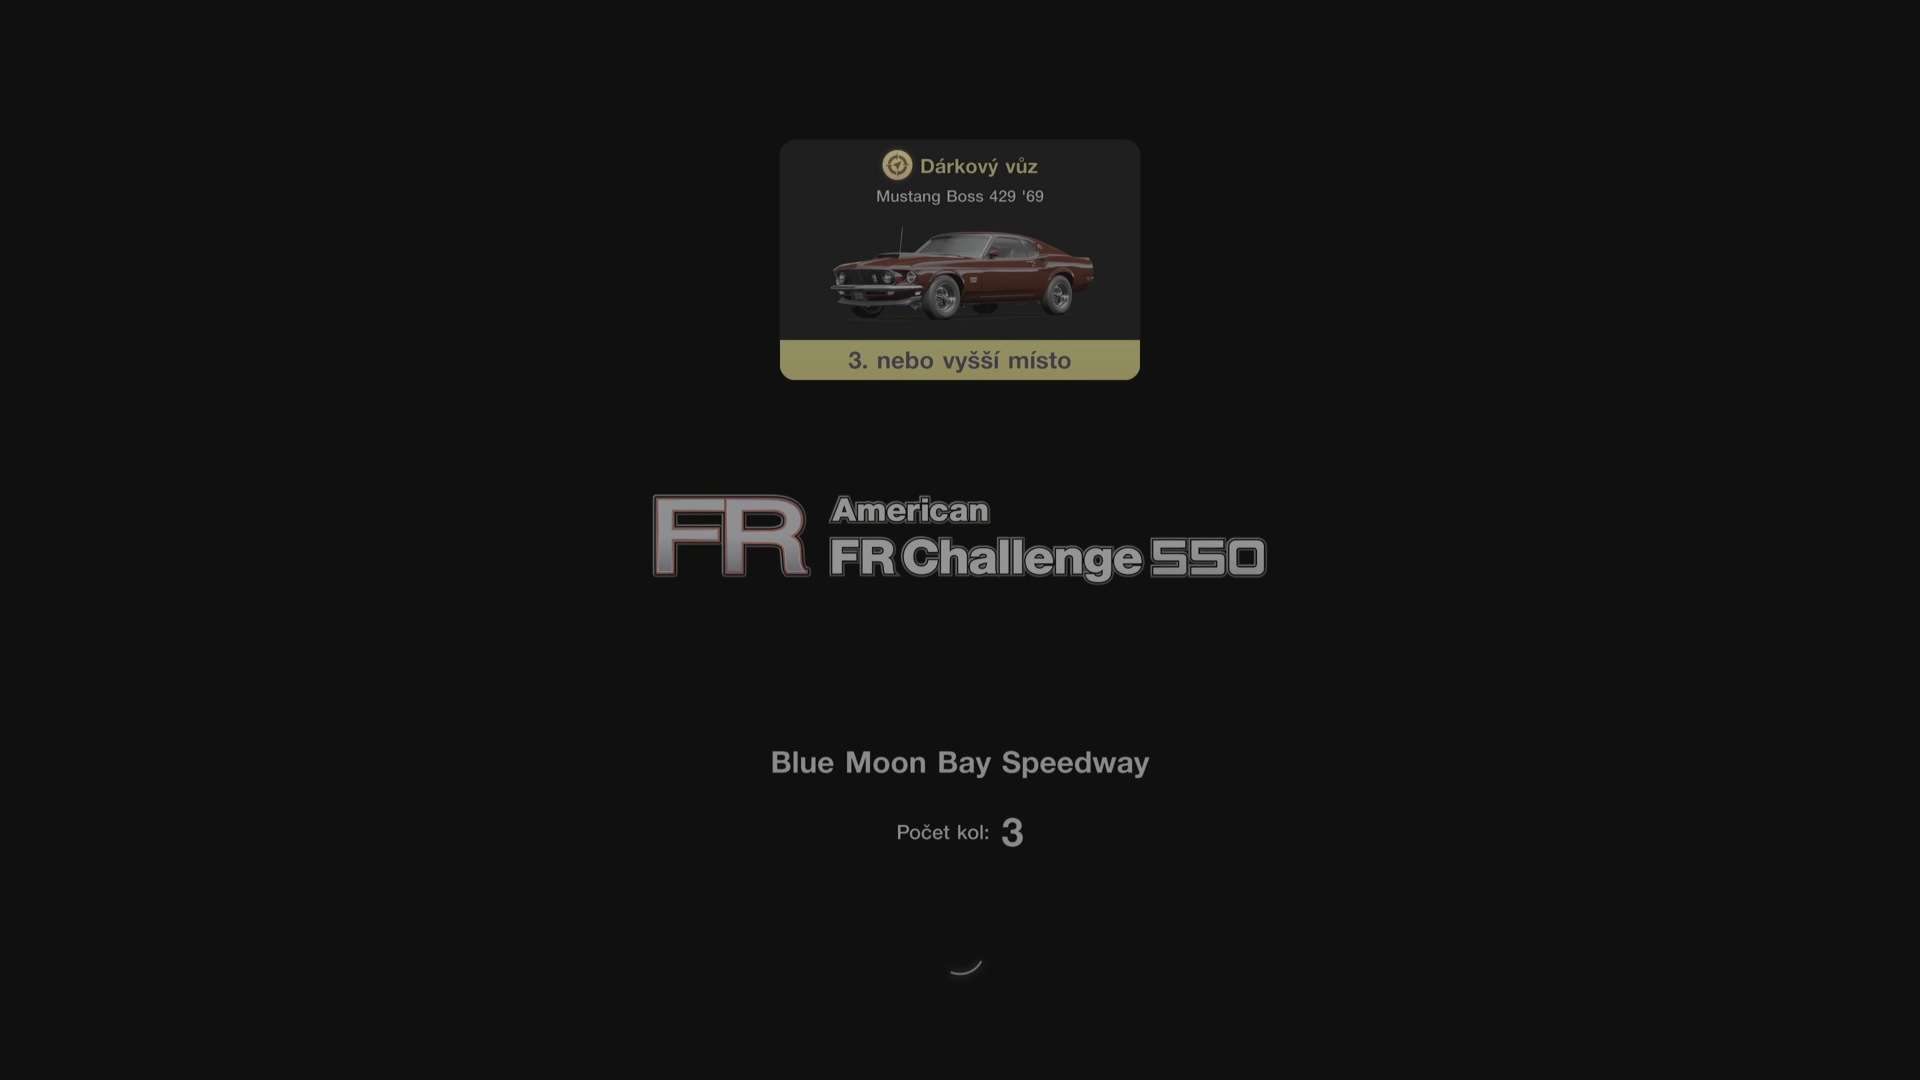 Dárkový vůz
Mustang Boss 429 '69
3. nebo vyšší místo
FR
American
FR Challenge 550
Blue Moon Bay Speedway
Počet kol: 3